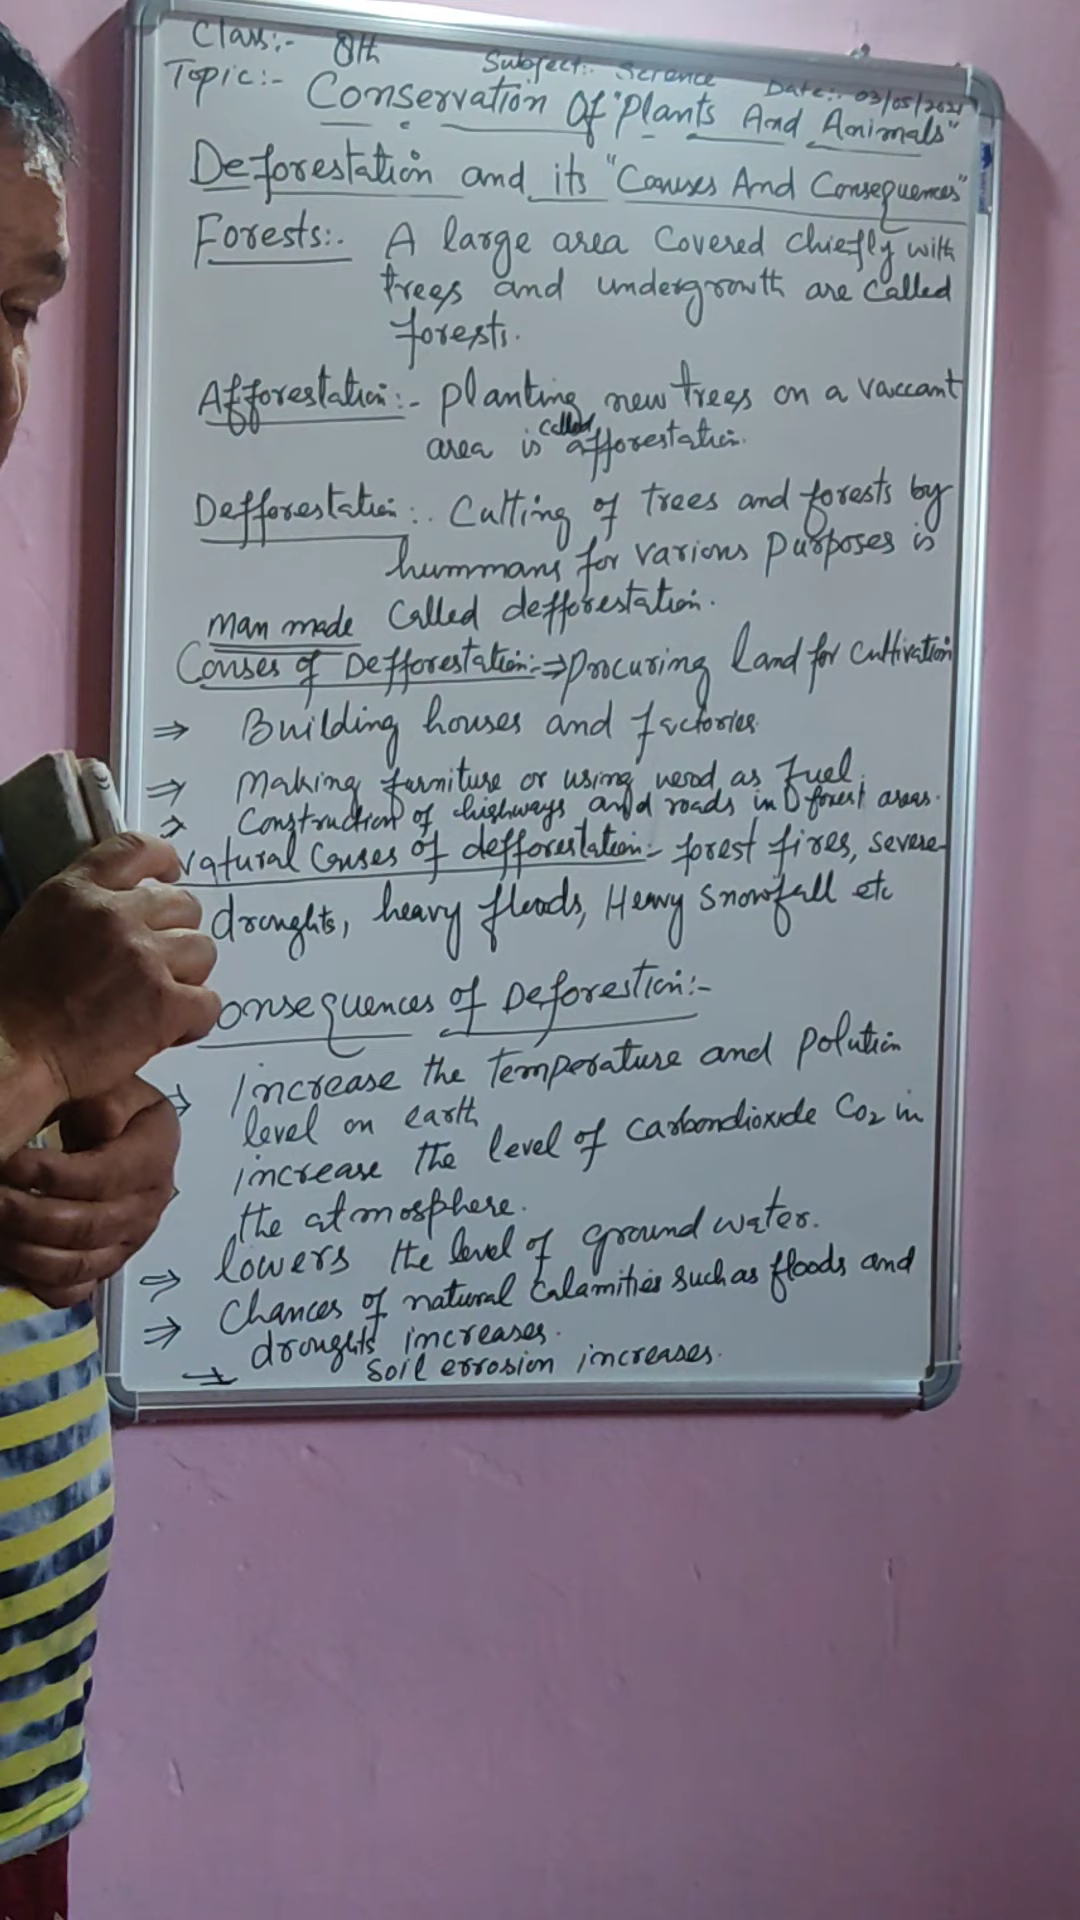 Class:- 8th Subject:- Science Date:- 03/05/2021
Topic:- Conservation Of "Plants And Animals"
Deforestation and its "Causes And Consequences"
Forests:- A large area Covered chiefly with
trees and undergrowth are called
forests.
Afforestation:- Planting new trees on a vaccant
area is called afforestation.
Defforestation:- Cutting of trees and forests by
hummans for various purposes is
called defforestation.
Man made
Causes of Defforestation:- ⇒ Procuring land for cultivation
⇒ Building houses and factories.
⇒ Making furniture or using wood as fuel.
⇒ Construction of highways and roads in forest areas.
Natural Causes of defforestation:- forest fires, severe
droughts, heavy floods, Heavy Snowfall etc
onsequences of Deforestion:-
⇒ Increase the temperature and polution
level on earth
increase the level of carbondioxide Co2 in
the atmosphere.
⇒ lowers the level of ground water.
⇒ Chances of natural Calamities such as floods and
droughts increases.
⇒ Soil errosion increases.